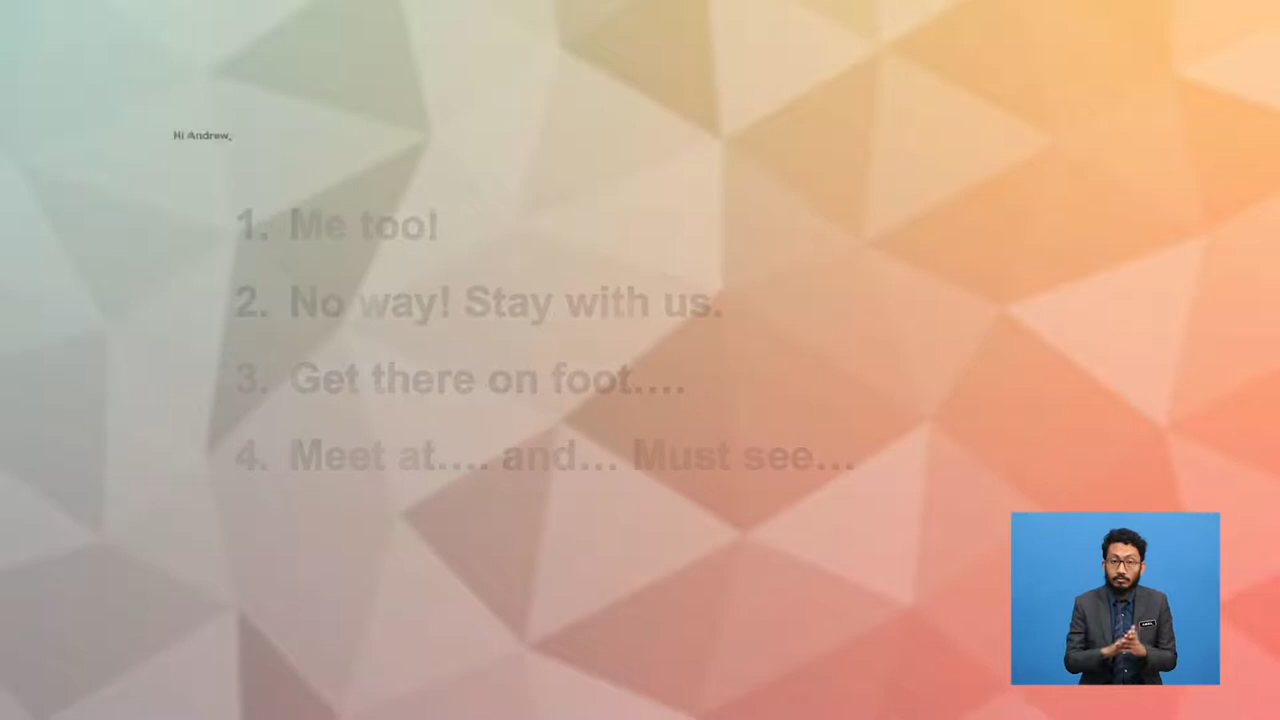 Hi Andrew,
1. Me too!
2. No way! Stay with us.
3. Get there on foot....
4. Meet at.... and... Must see...